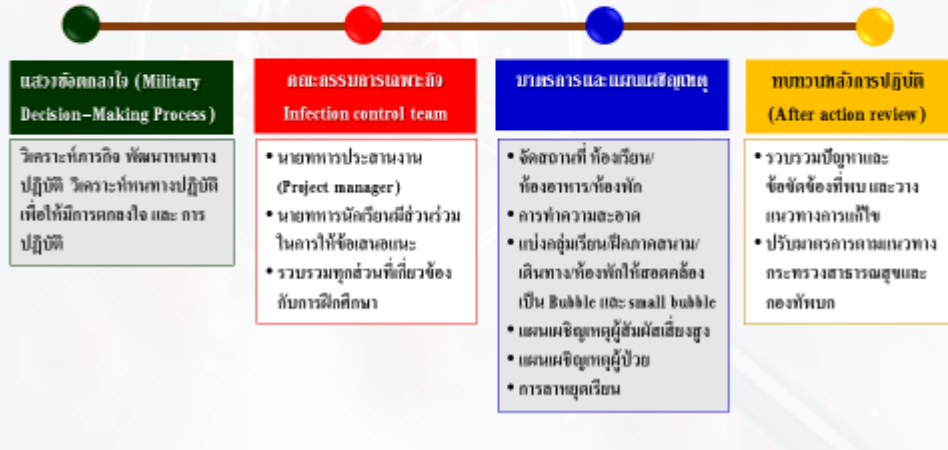 แสวงข้อตกลงใจ (Military
Decision-Making Process)
วิเคราะห์ภารกิจ พัฒนาหนทาง
ปฏิบัติ วิเคราะห์หนทางปฏิบัติ
เพื่อให้มีการตกลงใจ และ การ
ปฏิบัติ
คณะกรรมการเฉพาะกิจ
Infection control team
• นายทหารประสานงาน
(Project manager)
• นายทหารนักเรียนมีส่วนร่วม
ในการให้ข้อเสนอแนะ
• รวบรวมทุกส่วนที่เกี่ยวข้อง
กับการฝึกศึกษา
มาตรการและแผนเผชิญเหตุ
• จัดสถานที่ ห้องเรียน/
ห้องอาหาร/ห้องพัก
• การทำความสะอาด
• แบ่งกลุ่มเรียน/ฝึกภาคสนาม/
เดินทาง/ห้องพักให้สอดคล้อง
เป็น Bubble และ small bubble
• แผนเผชิญเหตุผู้สัมผัสเสี่ยงสูง
• แผนเผชิญเหตุผู้ป่วย
• การลาหยุดเรียน
ทบทวนหลังการปฏิบัติ
(After action review)
• รวบรวมปัญหาและ
ข้อขัดข้องที่พบ และวาง
แนวทางการแก้ไข
• ปรับมาตรการตามแนวทาง
กระทรวงสาธารณสุขและ
กองทัพบก